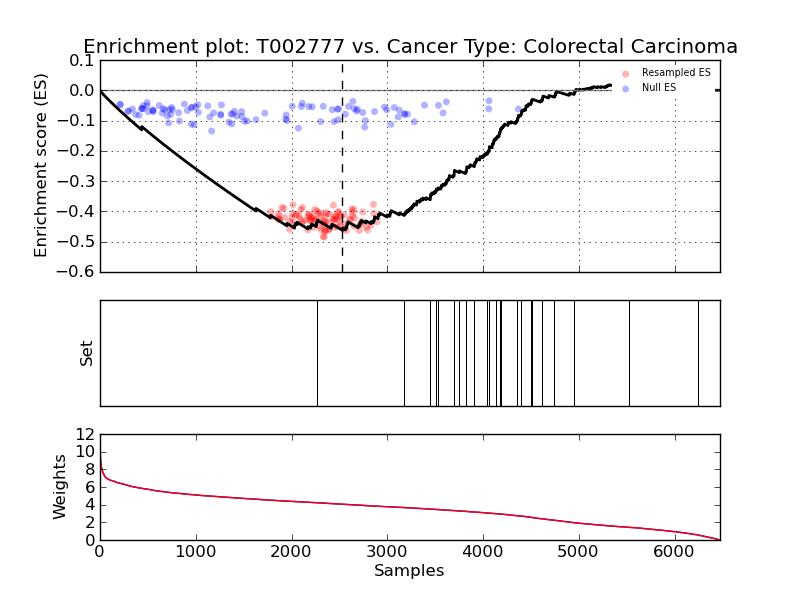 Enrichment plot: T002777 vs. Cancer Type: Colorectal Carcinoma
Enrichment score (ES)
0.1
0.0
−0.1
−0.2
−0.3
−0.4
−0.5
−0.6
Resampled ES
Null ES
Set
Weights
12
10
8
6
4
2
0
0 1000 2000 3000 4000 5000 6000
Samples